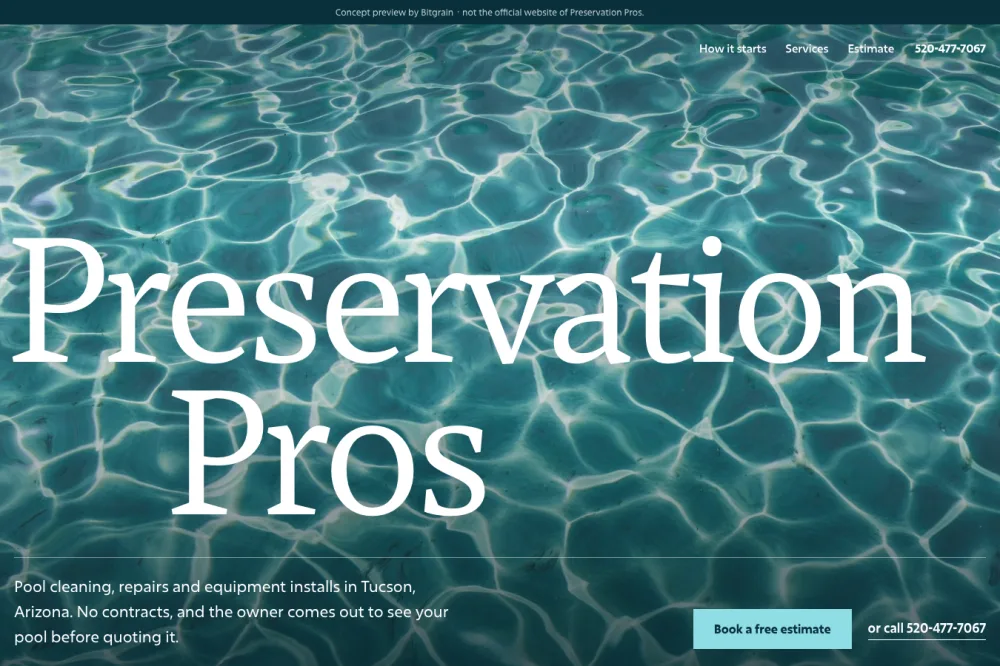 Concept preview by Bitgrain · not the official website of Preservation Pros.
How it starts Services Estimate 520-477-7067
Preservation
Pros
Pool cleaning, repairs and equipment installs in Tucson,
Arizona. No contracts, and the owner comes out to see your
pool before quoting it.
Book a free estimate or call 520-477-7067